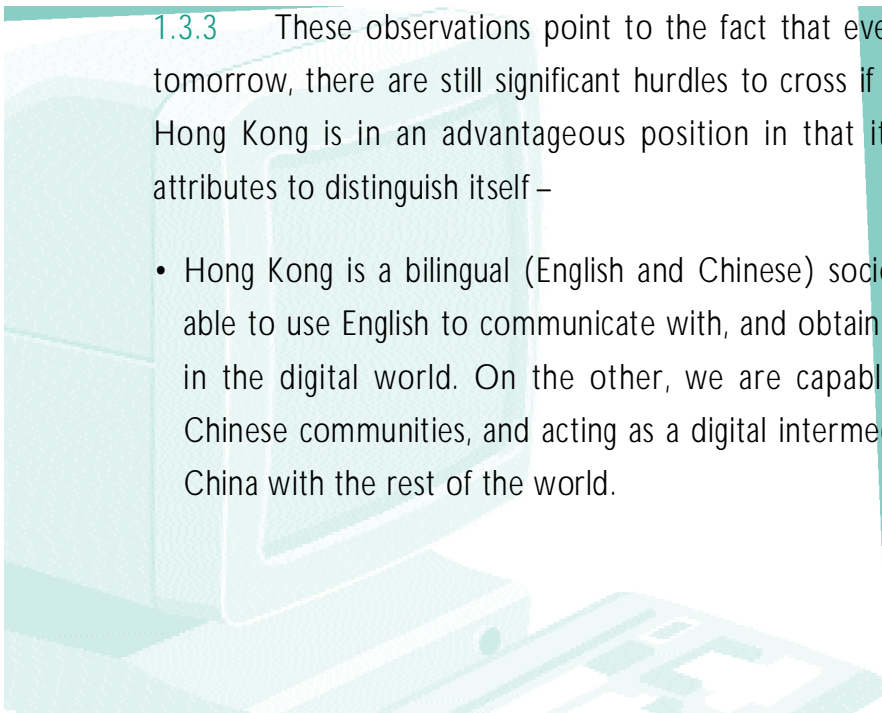 1.3.3 These observations point to the fact that eve
tomorrow, there are still significant hurdles to cross if
Hong Kong is in an advantageous position in that it
attributes to distinguish itself –
• Hong Kong is a bilingual (English and Chinese) socie
able to use English to communicate with, and obtain
in the digital world. On the other, we are capabl
Chinese communities, and acting as a digital interme
China with the rest of the world.